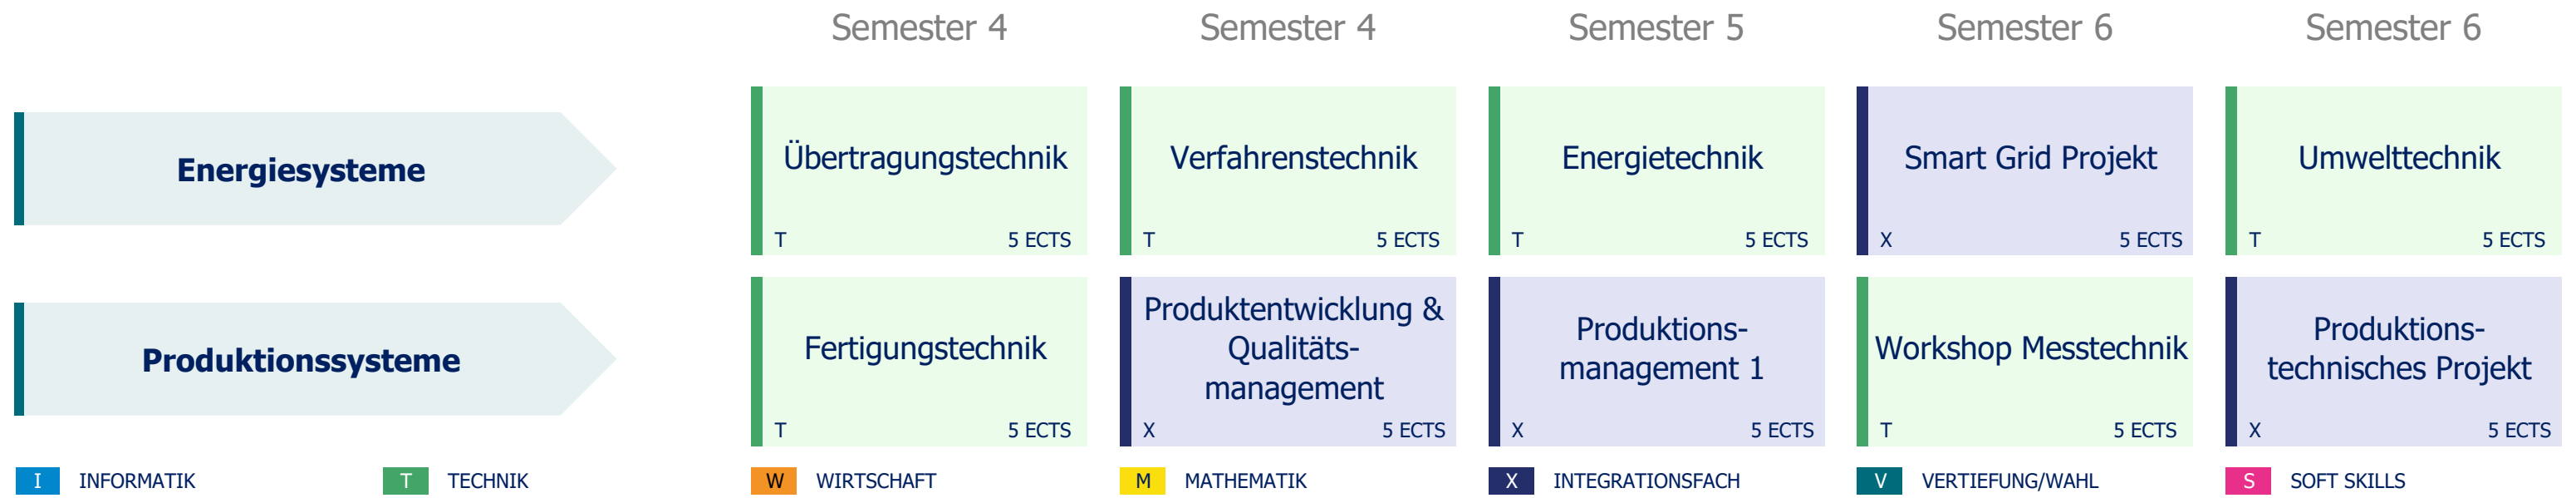 Semester 4
Semester 4
Semester 5
Semester 6
Semester 6
Energiesysteme
Übertragungstechnik
T 5 ECTS
Verfahrenstechnik
T 5 ECTS
Energietechnik
T 5 ECTS
Smart Grid Projekt
X 5 ECTS
Umwelttechnik
T 5 ECTS
Produktionssysteme
Fertigungstechnik
T 5 ECTS
Produktentwicklung &
Qualitäts-
management
X 5 ECTS
Produktions-
management 1
X 5 ECTS
Workshop Messtechnik
T 5 ECTS
Produktions-
technisches Projekt
X 5 ECTS
I INFORMATIK
T TECHNIK
W WIRTSCHAFT
M MATHEMATIK
X INTEGRATIONSFACH
V VERTIEFUNG/WAHL
S SOFT SKILLS